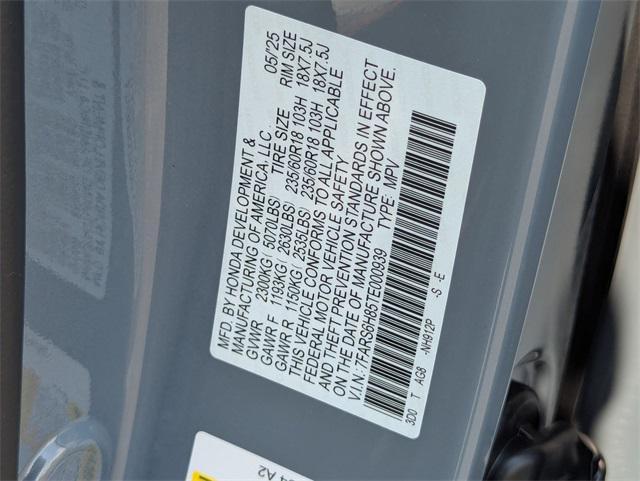 MFD. BY HONDA DEVELOPMENT & 05/'25
MANUFACTURING OF AMERICA, LLC.
GVWR 2300KG( 5070LBS) TIRE SIZE RIM SIZE
GAWR F 1193KG( 2630LBS) 235/60R18 103H 18X7.5J
GAWR R 1150KG( 2535LBS) 235/60R18 103H 18X7.5J
THIS VEHICLE CONFORMS TO ALL APPLICABLE
FEDERAL MOTOR VEHICLE SAFETY
AND THEFT PREVENTION STANDARDS IN EFFECT
ON THE DATE OF MANUFACTURE SHOWN ABOVE.
V.I.N.: 7FARS6H85TE000939 TYPE: MPV
3D0 T AG8 -NH912P -S -E
A2